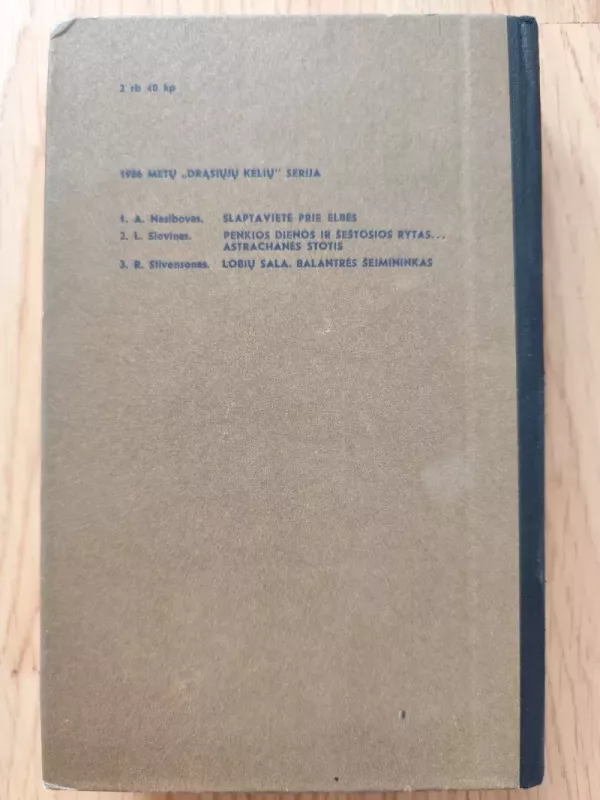 2 rb 40 kp
1986 METŲ „DRĄSIŲJŲ KELIŲ" SERIJA
1. A. Nasibovas. SLAPTAVIETĖ PRIE ELBĖS
2. L. Slovinas. PENKIOS DIENOS IR ŠEŠTOSIOS RYTAS...
ASTRACHANĖS STOTIS
3. R. Stivensonas. LOBIŲ SALA. BALANTRĖS ŠEIMININKAS